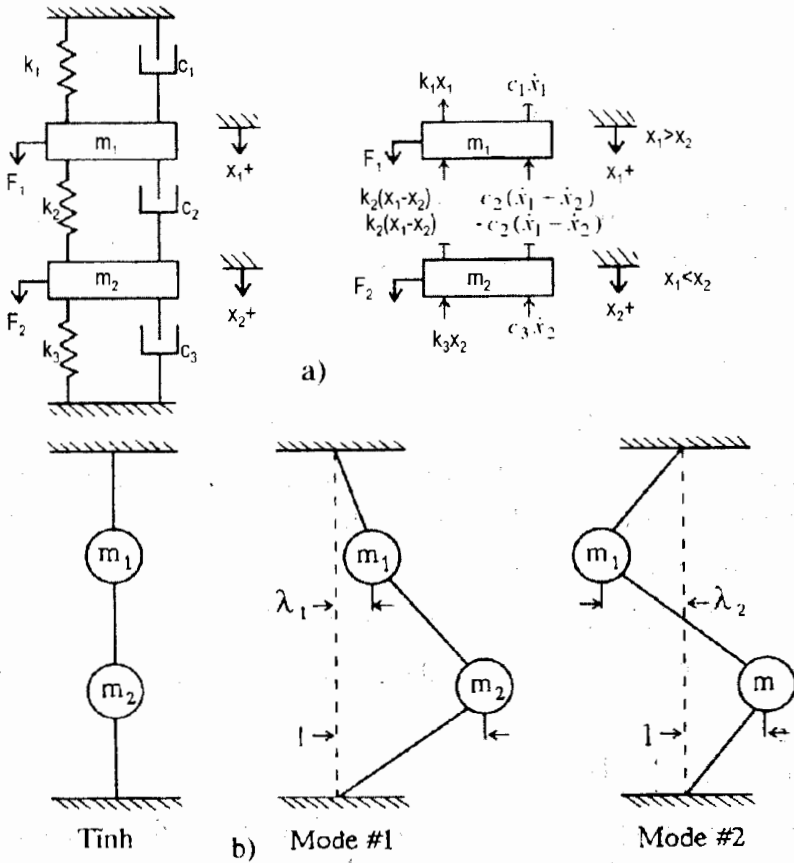 k₁
c₁
m₁
F₁
x₁+
k₂
c₂
m₂
F₂
x₂+
k₃
c₃
k₁x₁
c₁ẋ₁
m₁
F₁
x₁>x₂
x₁+
k₂(x₁-x₂) c₂(ẋ₁ - ẋ₂)
k₂(x₁-x₂) - c₂(ẋ₁ - ẋ₂)
m₂
F₂
x₁<x₂
x₂+
k₃x₂
c₃ẋ₂
a)
m₁
m₂
m₁
λ₁
m₂
1
m₁
λ₂
m
1
Tĩnh
b)
Mode #1
Mode #2